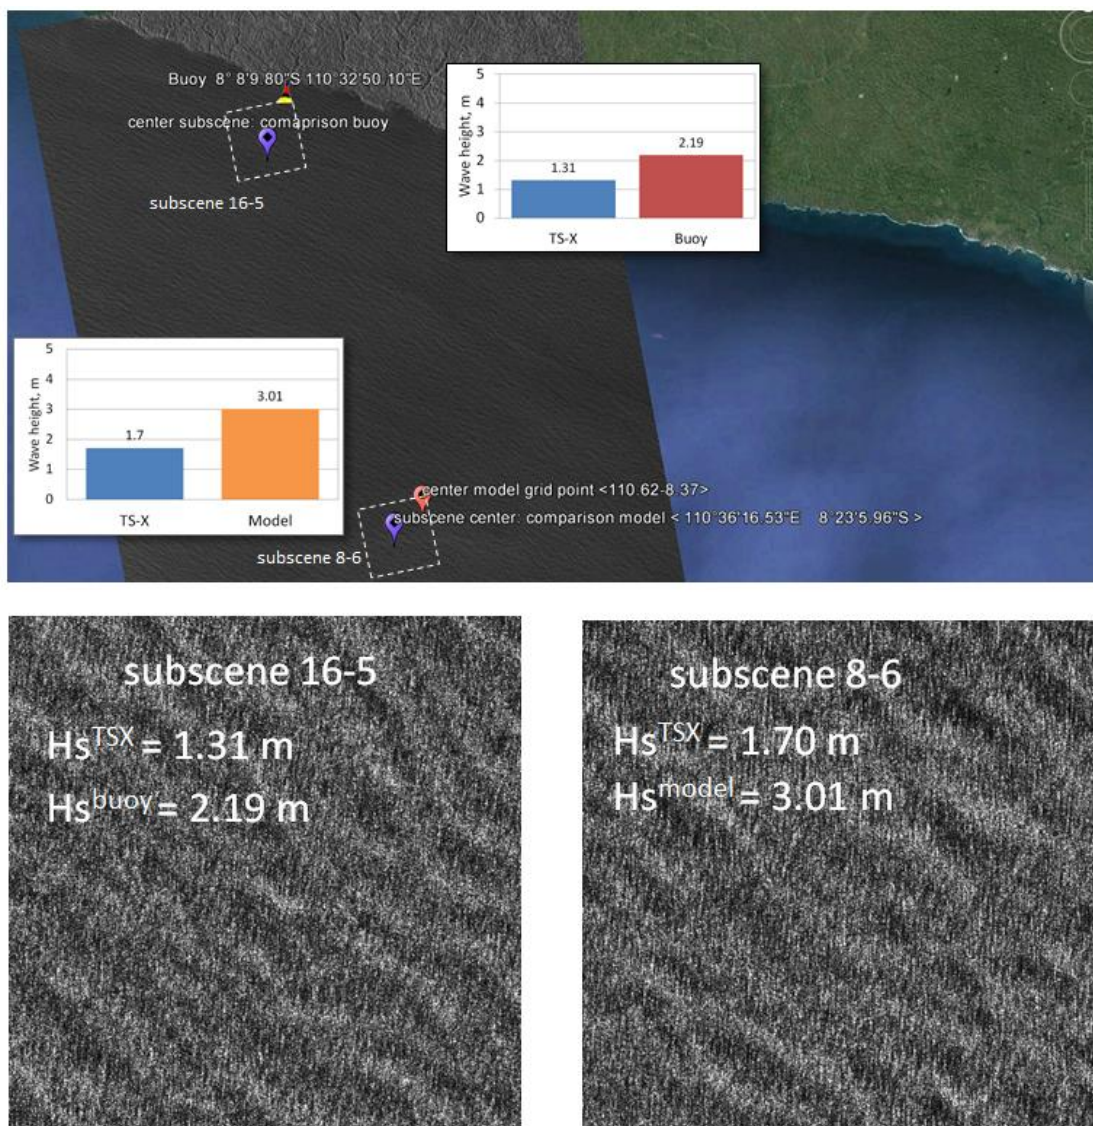 Buoy 8° 8'9.80"S 110°32'50.10"E
center subscene: comaprison buoy
subscene 16-5
Wave height, m
5
4
3
2
1
0
1.31
2.19
TS-X
Buoy
Wave height, m
5
4
3
2
1
0
1.7
3.01
TS-X
Model
center model grid point <110.62-8.37>
subscene center: comparison model < 110°36'16.53"E 8°23'5.96"S >
subscene 8-6
subscene 16-5
Hs^TSX = 1.31 m
Hs^buoy = 2.19 m
subscene 8-6
Hs^TSX = 1.70 m
Hs^model = 3.01 m